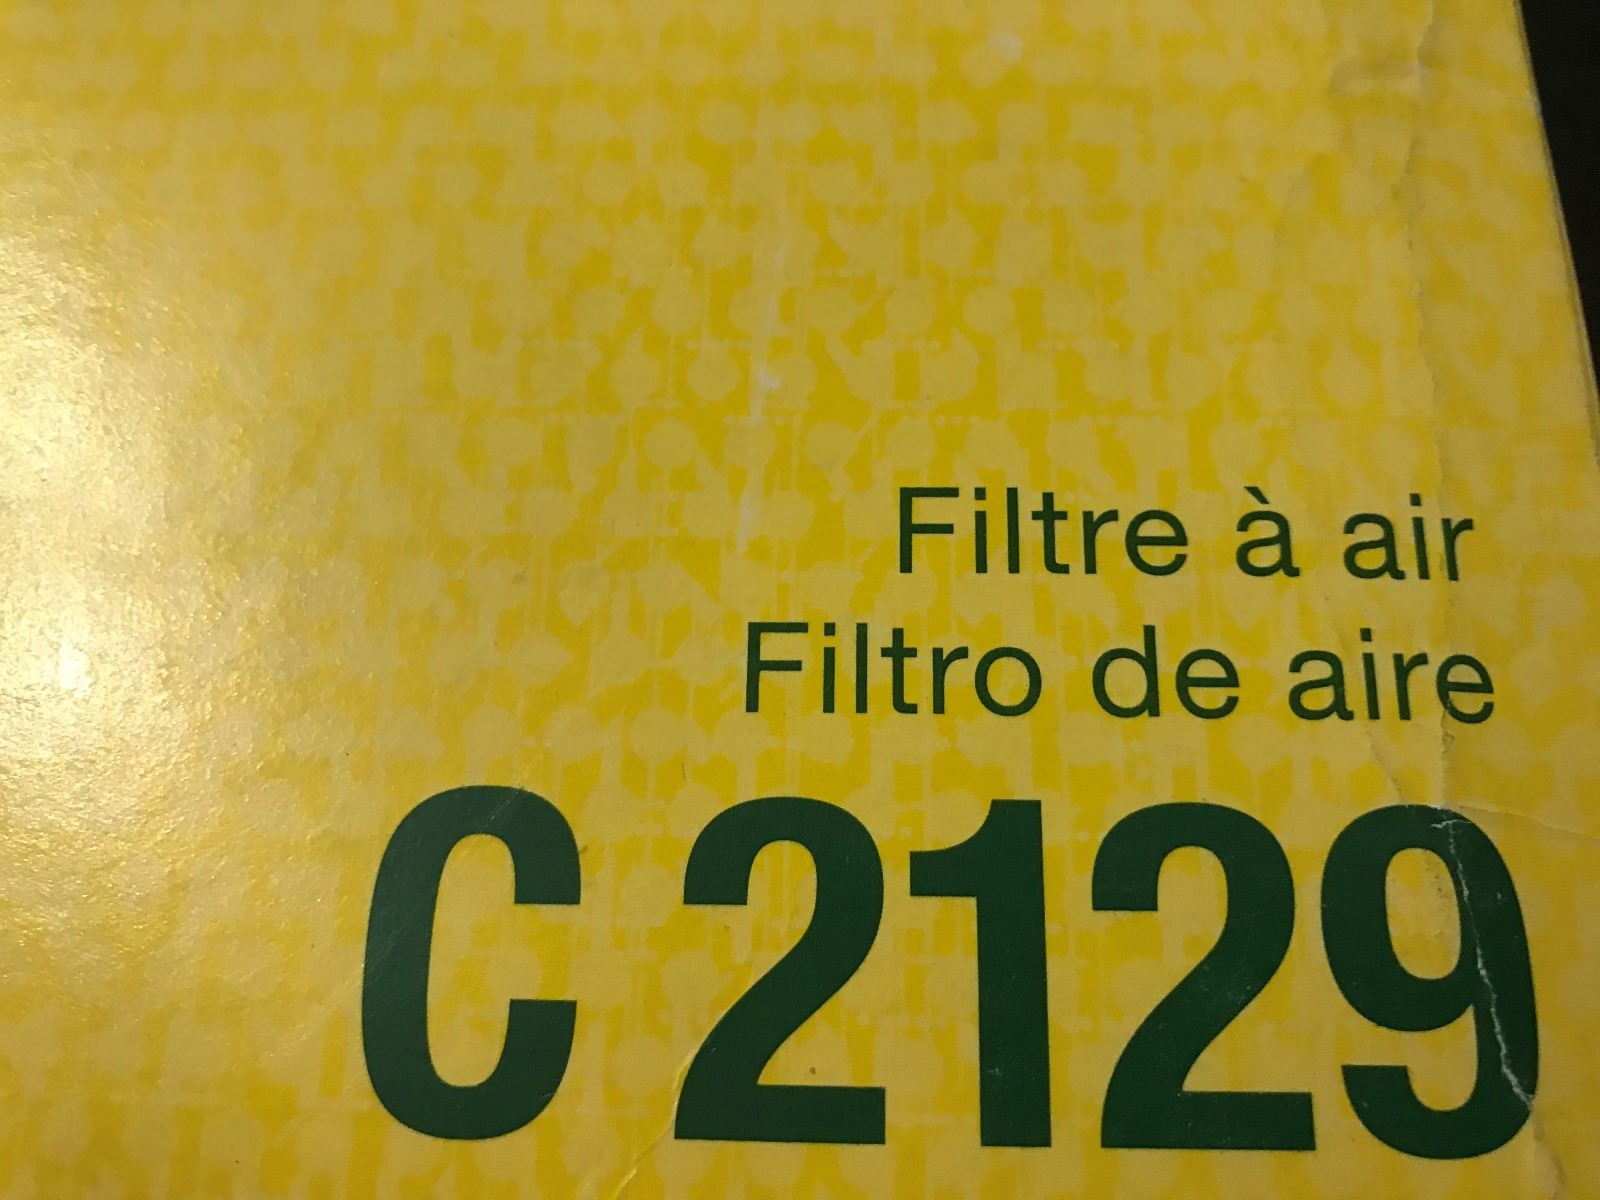 Filtre à air
Filtro de aire
C 2129